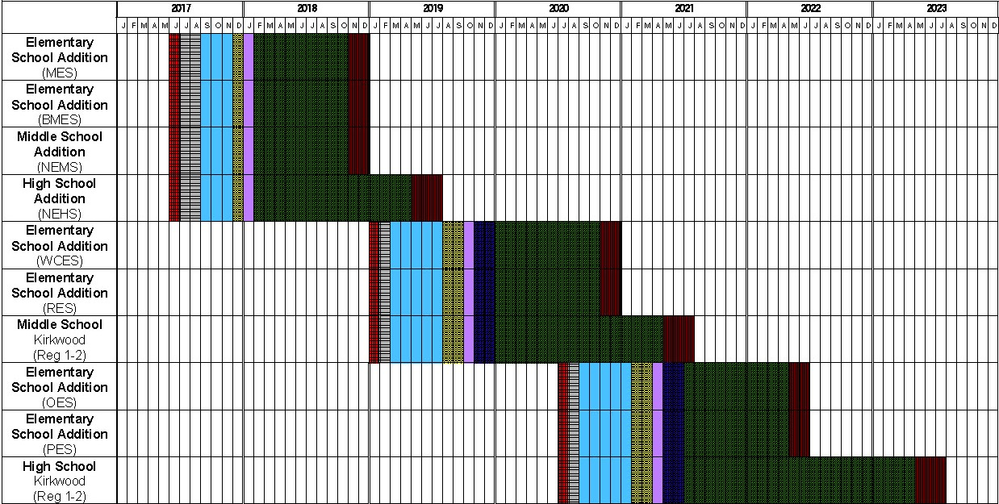 2017 2018 2019 2020 2021 2022 2023
J F M A M J J A S O N D J F M A M J J A S O N D J F M A M J J A S O N D J F M A M J J A S O N D J F M A M J J A S O N D J F M A M J J A S O N D J F M A M J J A S O N D
Elementary
School Addition
(MES)
Elementary
School Addition
(BMES)
Middle School
Addition
(NEMS)
High School
Addition
(NEHS)
Elementary
School Addition
(WCES)
Elementary
School Addition
(RES)
Middle School
Kirkwood
(Reg 1-2)
Elementary
School Addition
(OES)
Elementary
School Addition
(PES)
High School
Kirkwood
(Reg 1-2)